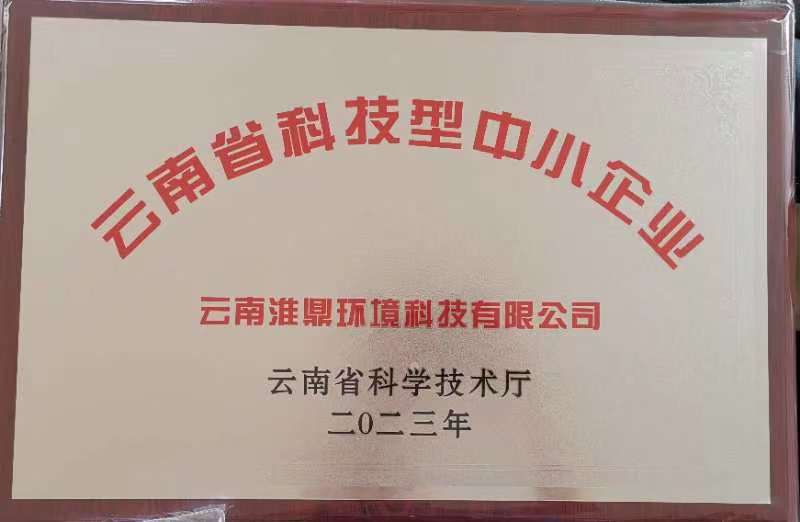 云南省科技型中小企业
云南淮鼎环境科技有限公司
云南省科学技术厅
二0二三年